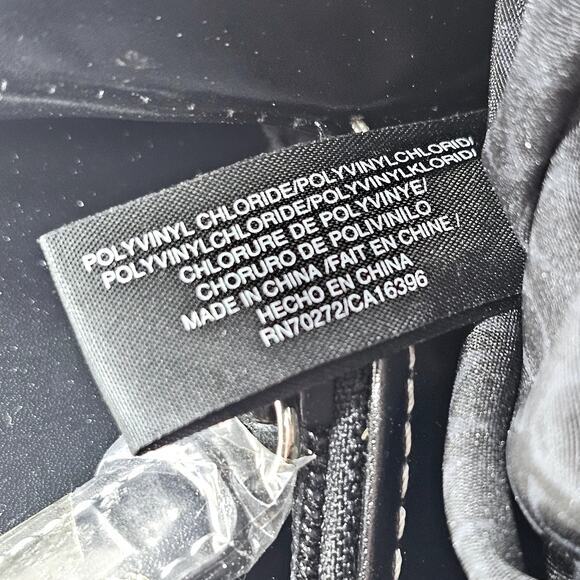 POLYVINYL CHLORIDE/POLYVINYLCHLORID/
POLYVINYLCHLORIDE/POLYVINYLKLORID/
CHLORURE DE POLYVINYE/
CHORURO DE POLIVINILO
MADE IN CHINA /FAIT EN CHINE /
HECHO EN CHINA
RN70272/CA16396